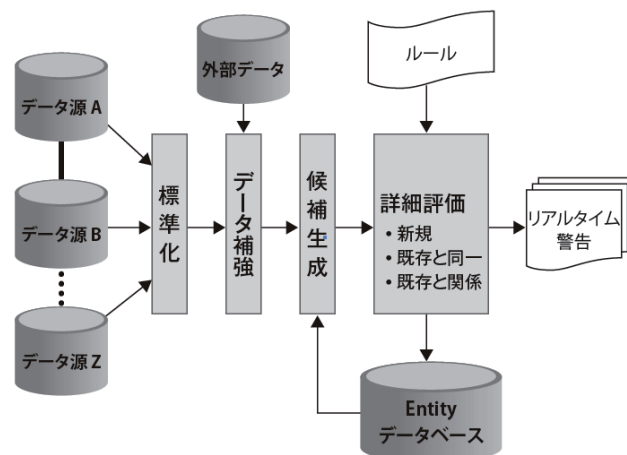 データ源 A
データ源 B
データ源 Z
外部データ
ルール
標準化
データ補強
候補生成
詳細評価
• 新規
• 既存と同一
• 既存と関係
リアルタイム
警告
Entity
データベース